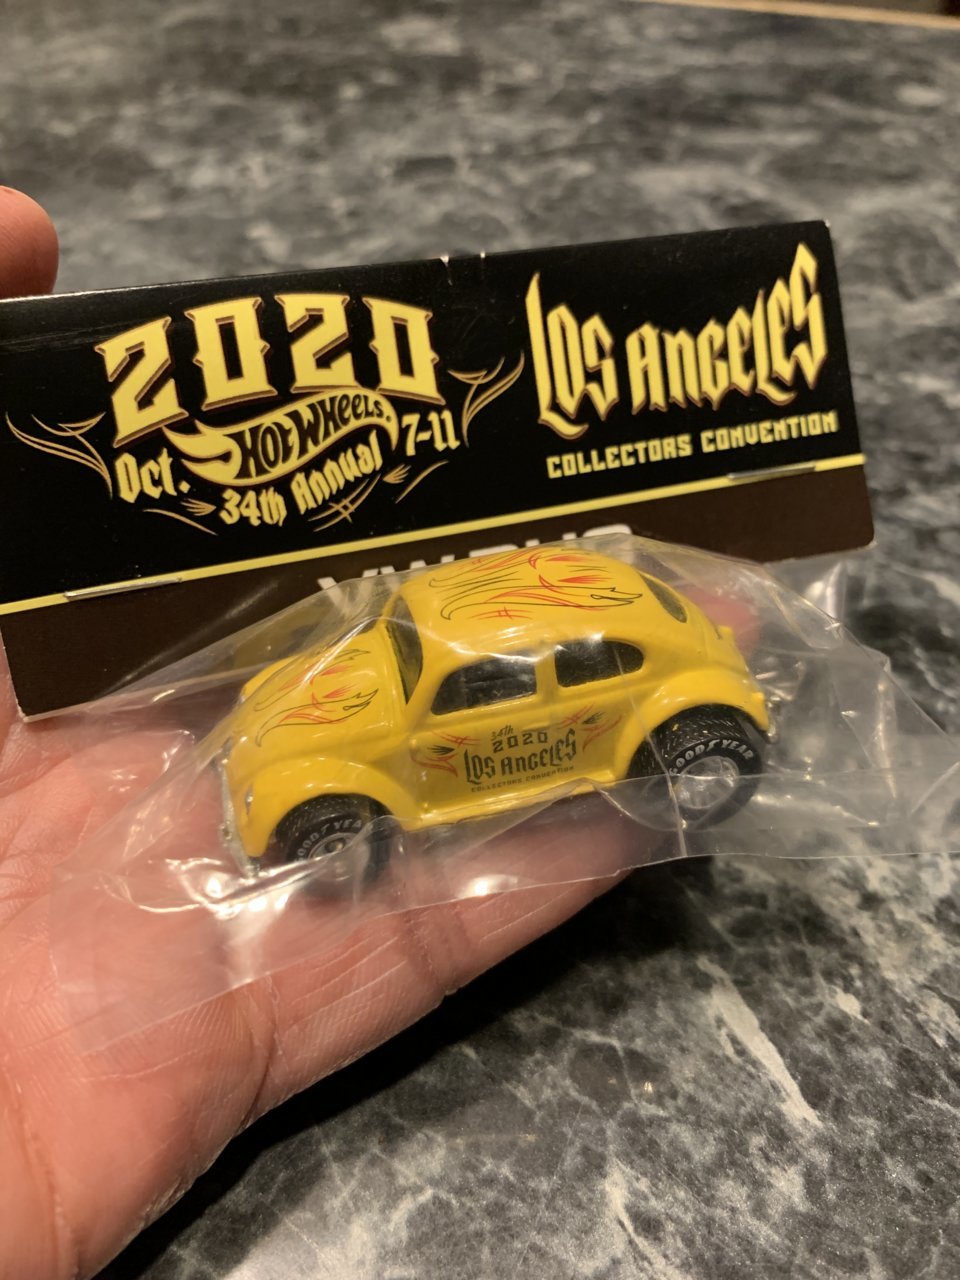 2020
HOT WHEELS.
Oct. 7-11
34th Annual
LOS ANGELES
COLLECTORS CONVENTION
34th
2020
LOS ANGELES
COLLECTORS CONVENTION
GOODYEAR
GOODYEAR